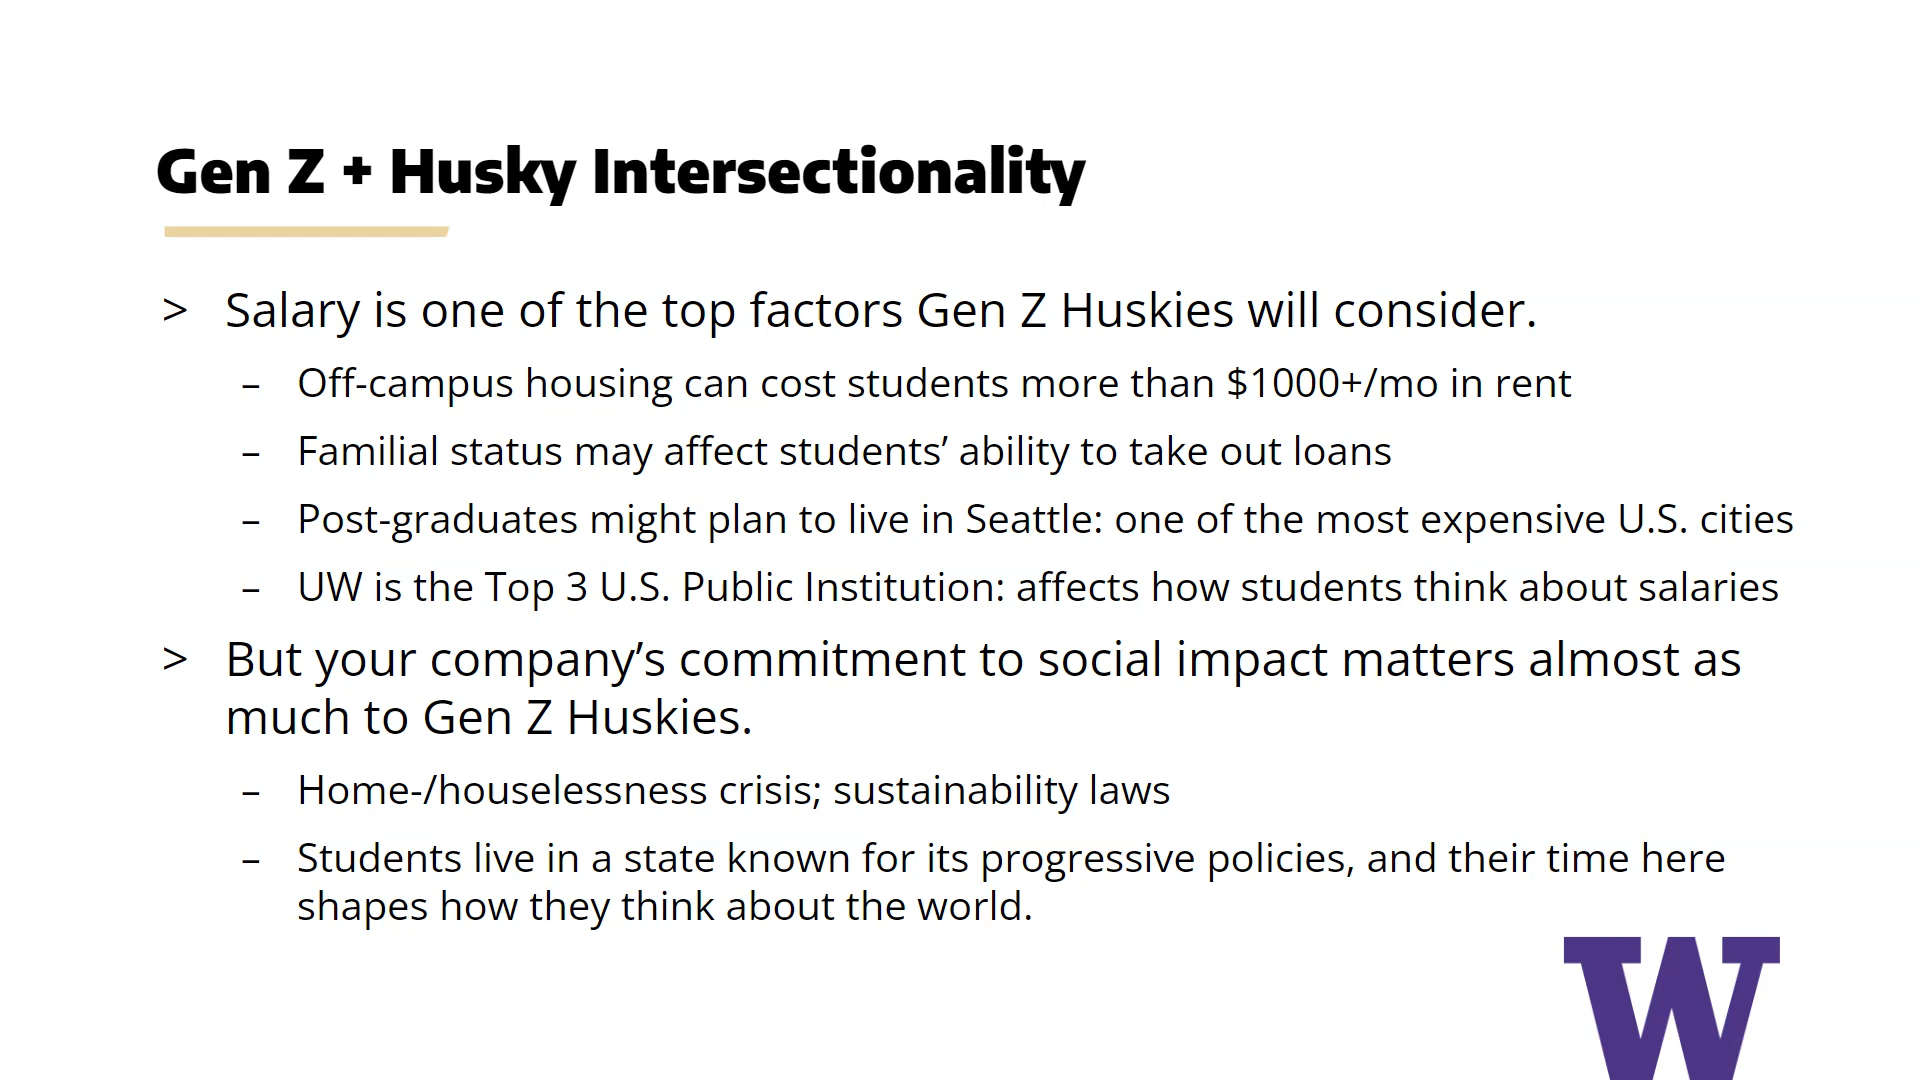 Gen Z + Husky Intersectionality
> Salary is one of the top factors Gen Z Huskies will consider.
– Off-campus housing can cost students more than $1000+/mo in rent
– Familial status may affect students’ ability to take out loans
– Post-graduates might plan to live in Seattle: one of the most expensive U.S. cities
– UW is the Top 3 U.S. Public Institution: affects how students think about salaries
> But your company’s commitment to social impact matters almost as
much to Gen Z Huskies.
– Home-/houselessness crisis; sustainability laws
– Students live in a state known for its progressive policies, and their time here
shapes how they think about the world.
W